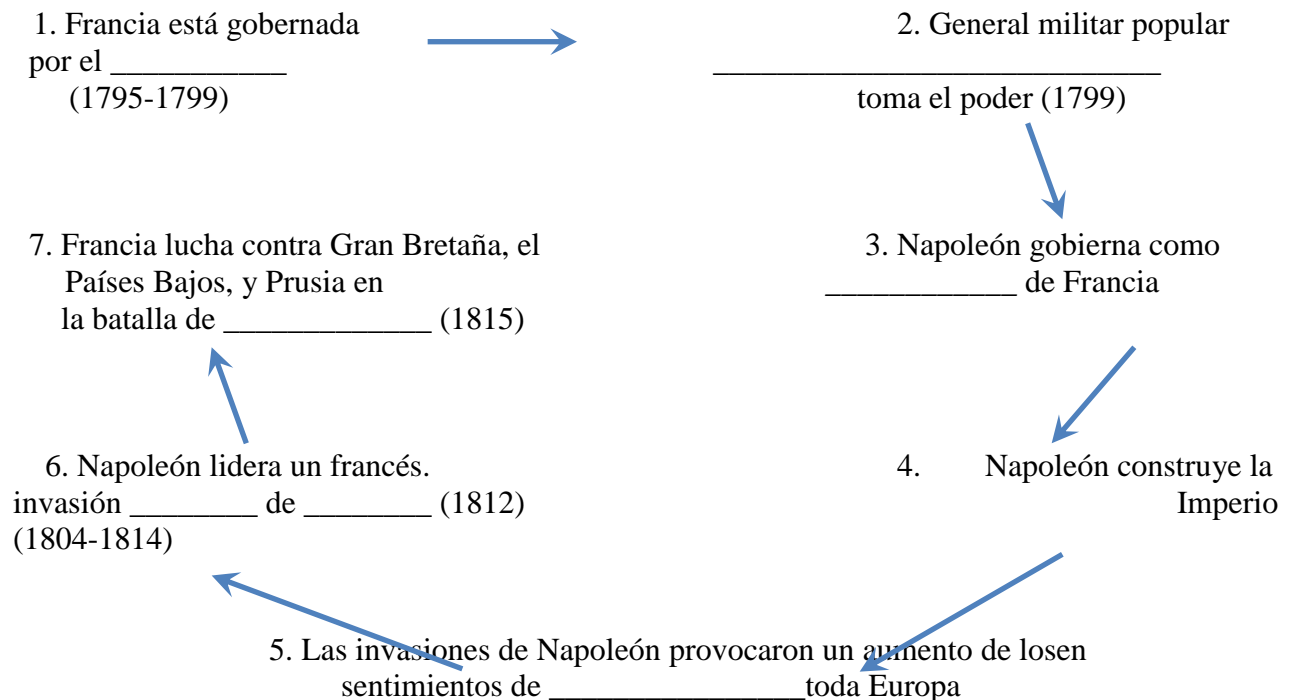 1. Francia está gobernada
por el ___________
(1795-1799)
2. General militar popular
____________________________
toma el poder (1799)
3. Napoleón gobierna como
____________ de Francia
4. Napoleón construye la
Imperio
5. Las invasiones de Napoleón provocaron un aumento de losen
sentimientos de ________________toda Europa
6. Napoleón lidera un francés.
invasión ________ de ________ (1812)
(1804-1814)
7. Francia lucha contra Gran Bretaña, el
Países Bajos, y Prusia en
la batalla de _____________ (1815)